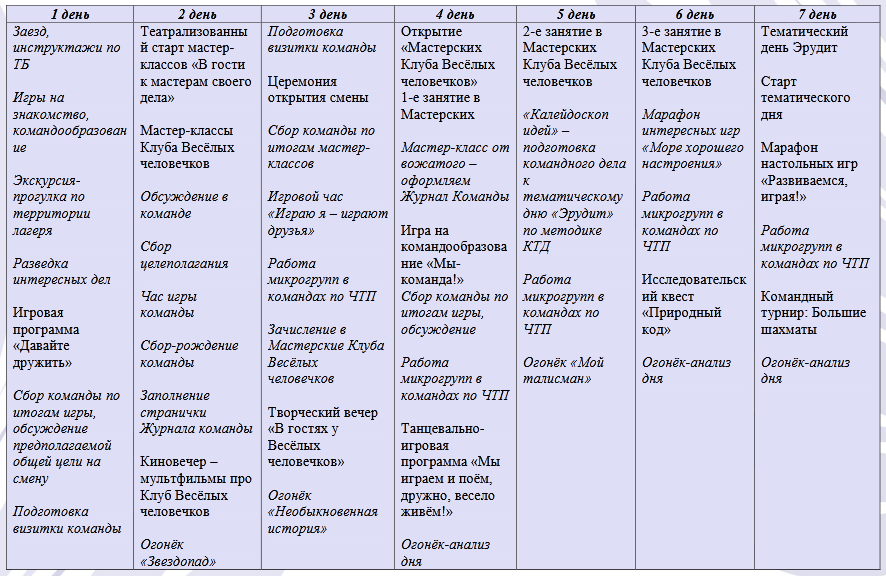 1 день
Заезд,
инструктажи по
ТБ
Игры на
знакомство,
командообразован
ие
Экскурсия-
прогулка по
территории
лагеря
Разведка
интересных дел
Игровая
программа
«Давайте
дружить»
Сбор команды по
итогам игры,
обсуждение
предполагаемой
общей цели на
смену
Подготовка
визитки команды
2 день
Театрализованны
й старт мастер-
классов «В гости
к мастерам своего
дела»
Мастер-классы
Клуба Весёлых
человечков
Обсуждение в
команде
Сбор
целеполагания
Час игры
команды
Сбор-рождение
команды
Заполнение
странички
Журнала команды
Киновечер –
мультфильмы про
Клуб Весёлых
человечков
Огонёк
«Звездопад»
3 день
Подготовка
визитки команды
Церемония
открытия смены
Сбор команды по
итогам мастер-
классов
Игровой час
«Играю я – играют
друзья»
Работа
микрогрупп в
командах по ЧТП
Зачисление в
Мастерские Клуба
Весёлых
человечков
Творческий вечер
«В гостях у
Весёлых
человечков»
Огонёк
«Необыкновенная
история»
4 день
Открытие
«Мастерских
Клуба Весёлых
человечков»
1-е занятие в
Мастерских
Мастер-класс от
вожатого –
оформляем
Журнал Команды
Игра на
командообразова
ние «Мы-
команда!»
Сбор команды по
итогам игры,
обсуждение
Работа
микрогрупп в
командах по ЧТП
Танцевально-
игровая
программа «Мы
играем и поём,
дружно, весело
живём!»
Огонёк-анализ
дня
5 день
2-е занятие в
Мастерских
Клуба Весёлых
человечков
«Калейдоскоп
идей» –
подготовка
командного дела
к
тематическому
дню «Эрудит»
по методике
КТД
Работа
микрогрупп в
командах по
ЧТП
Огонёк «Мой
талисман»
6 день
3-е занятие в
Мастерских
Клуба Весёлых
человечков
Марафон
интересных игр
«Море хорошего
настроения»
Работа
микрогрупп в
командах по
ЧТП
Исследовательск
ий квест
«Природный
код»
Огонёк-анализ
дня
7 день
Тематический
день Эрудит
Старт
тематического
дня
Марафон
настольных игр
«Развиваемся,
играя!»
Работа
микрогрупп в
командах по ЧТП
Командный
турнир: Большие
шахматы
Огонёк-анализ
дня